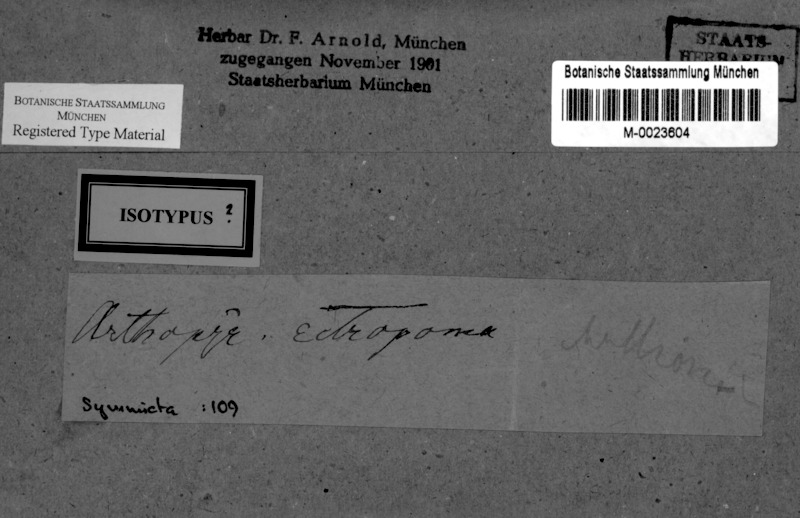 Herbar Dr. F. Arnold, München
zugegangen November 1901
Staatsherbarium München
STAATS-
HERBARIUM
Botanische Staatssammlung München
M-0023604
BOTANISCHE STAATSSAMMLUNG
MÜNCHEN
Registered Type Material
ISOTYPUS ?
ectropoma
Symmicta : 109